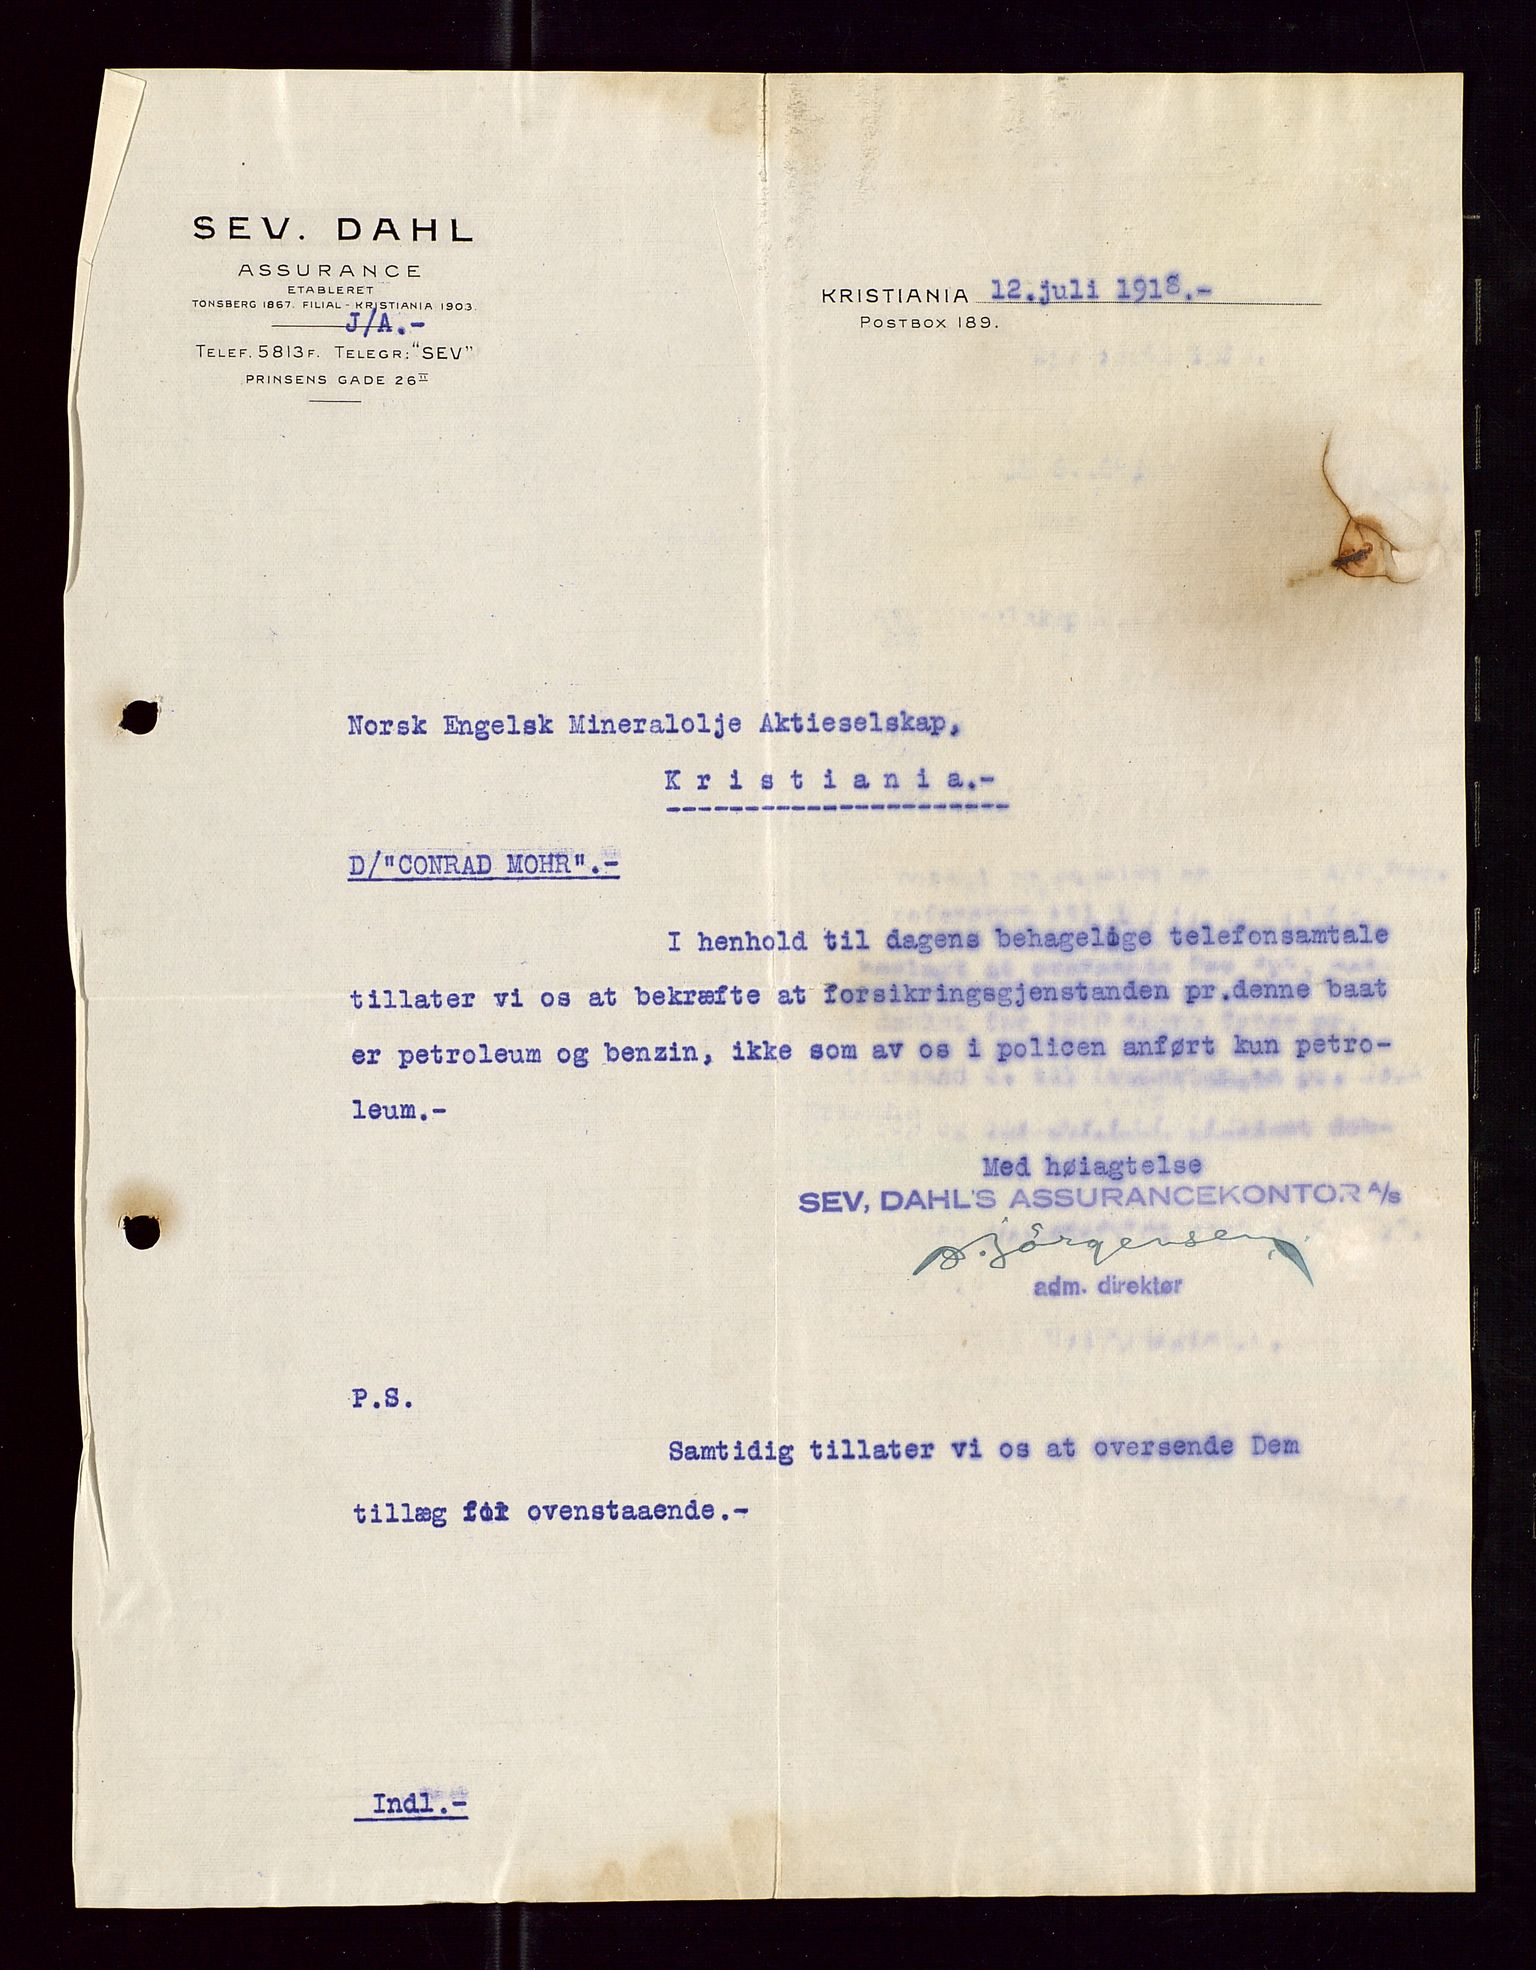 SEV. DAHL
ASSURANCE
ETABLERET
TONSBERG 1867. FILIAL - KRISTIANIA 1903.
J/A.-
TELEF. 5813F. TELEGR: "SEV"
PRINSENS GADE 26 II
KRISTIANIA 12.juli 1918.-
POSTBOX 189.
Norsk Engelsk Mineralolje Aktieselskap,
K r i s t i a n i a.-
D/"CONRAD MOHR".-
I henhold til dagens behagelige telefonsamtale
tillater vi os at bekræfte at forsikringsgjenstanden pr.denne baat
er petroleum og benzin, ikke som av os i policen anført kun petro-
leum.-
Med høiagtelse
SEV, DAHL'S ASSURANCEKONTOR A/S
Jörgensen
adm. direktør
P.S.
Samtidig tillater vi os at oversende Dem
tillæg for ovenstaaende.-
Indl.-